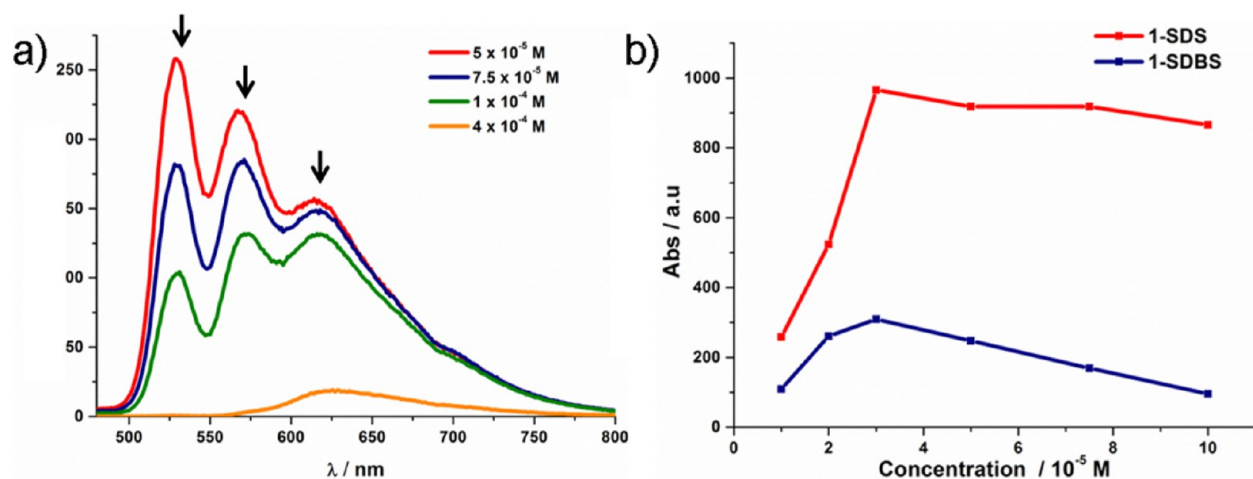 a)
5 x 10⁻⁵ M
7.5 x 10⁻⁵ M
1 x 10⁻⁴ M
4 x 10⁻⁴ M
250
00
50
00
50
0
500 550 600 650 700 750 800
λ / nm
b)
1-SDS
1-SDBS
Abs / a.u
1000
800
600
400
200
0
0 2 4 6 8 10
Concentration / 10⁻⁵ M